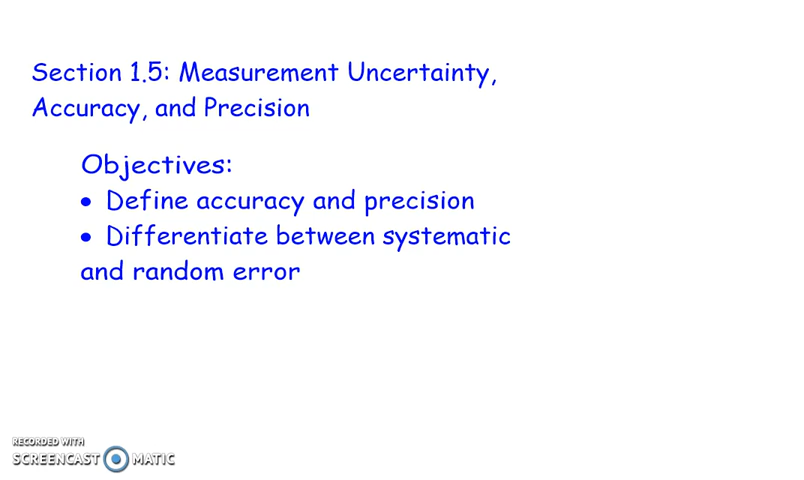 Section 1.5: Measurement Uncertainty,
Accuracy, and Precision
Objectives:
• Define accuracy and precision
• Differentiate between systematic
and random error
RECORDED WITH
SCREENCAST MATIC